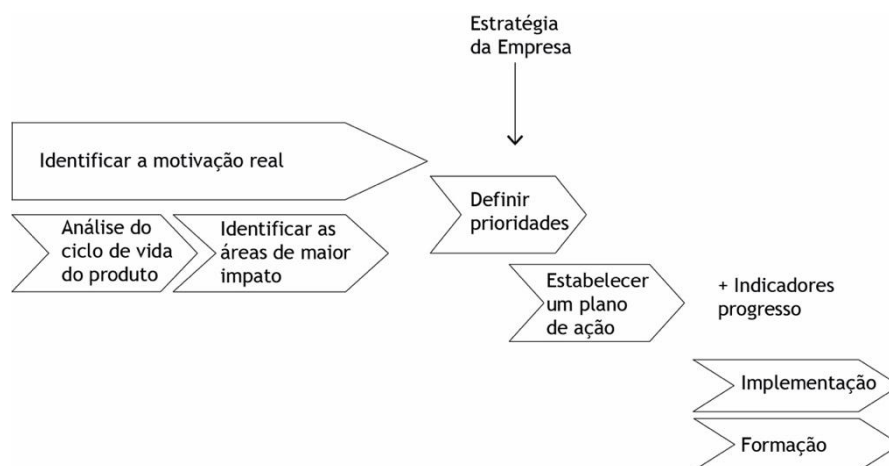 Estratégia
da Empresa
Identificar a motivação real
Análise do
ciclo de vida
do produto
Identificar as
áreas de maior
impato
Definir
prioridades
Estabelecer
um plano
de ação
+ Indicadores
progresso
Implementação
Formação